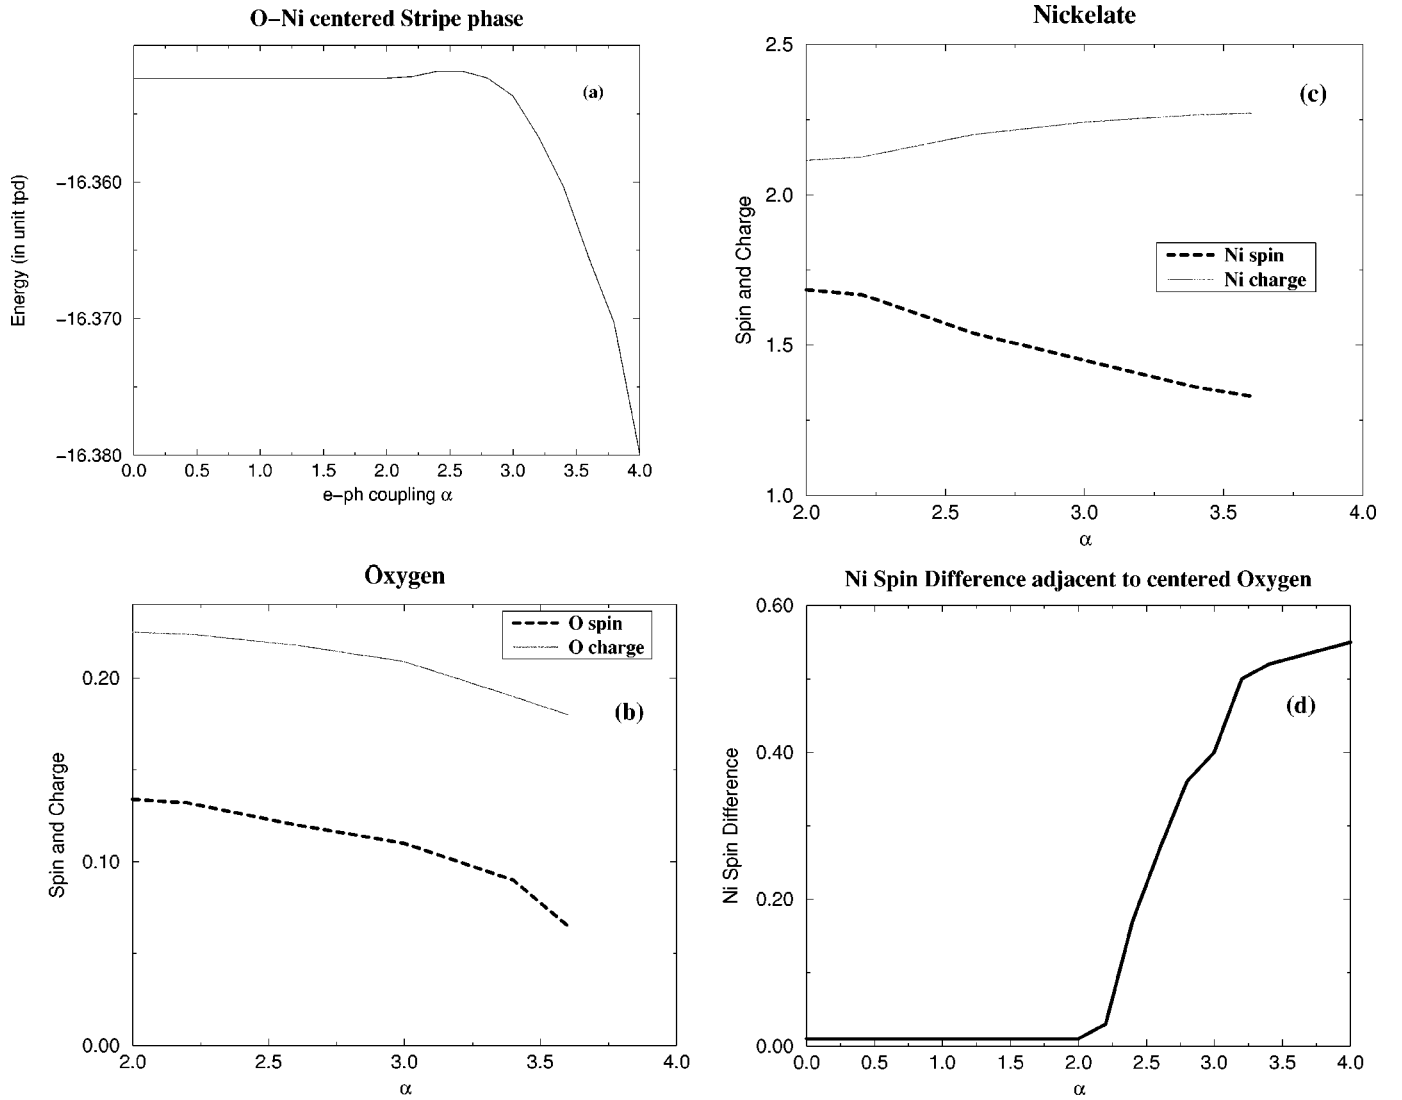 O−Ni centered Stripe phase
(a)
Energy (in unit tpd)
−16.360
−16.370
−16.380
0.0 0.5 1.0 1.5 2.0 2.5 3.0 3.5 4.0
e−ph coupling α
Nickelate
(c)
Spin and Charge
2.5
2.0
1.5
1.0
Ni spin
Ni charge
2.0 2.5 3.0 3.5 4.0
α
Oxygen
O spin
O charge
(b)
Spin and Charge
0.20
0.10
0.00
2.0 2.5 3.0 3.5 4.0
α
Ni Spin Difference adjacent to centered Oxygen
(d)
Ni Spin Difference
0.60
0.40
0.20
0.00
0.0 0.5 1.0 1.5 2.0 2.5 3.0 3.5 4.0
α